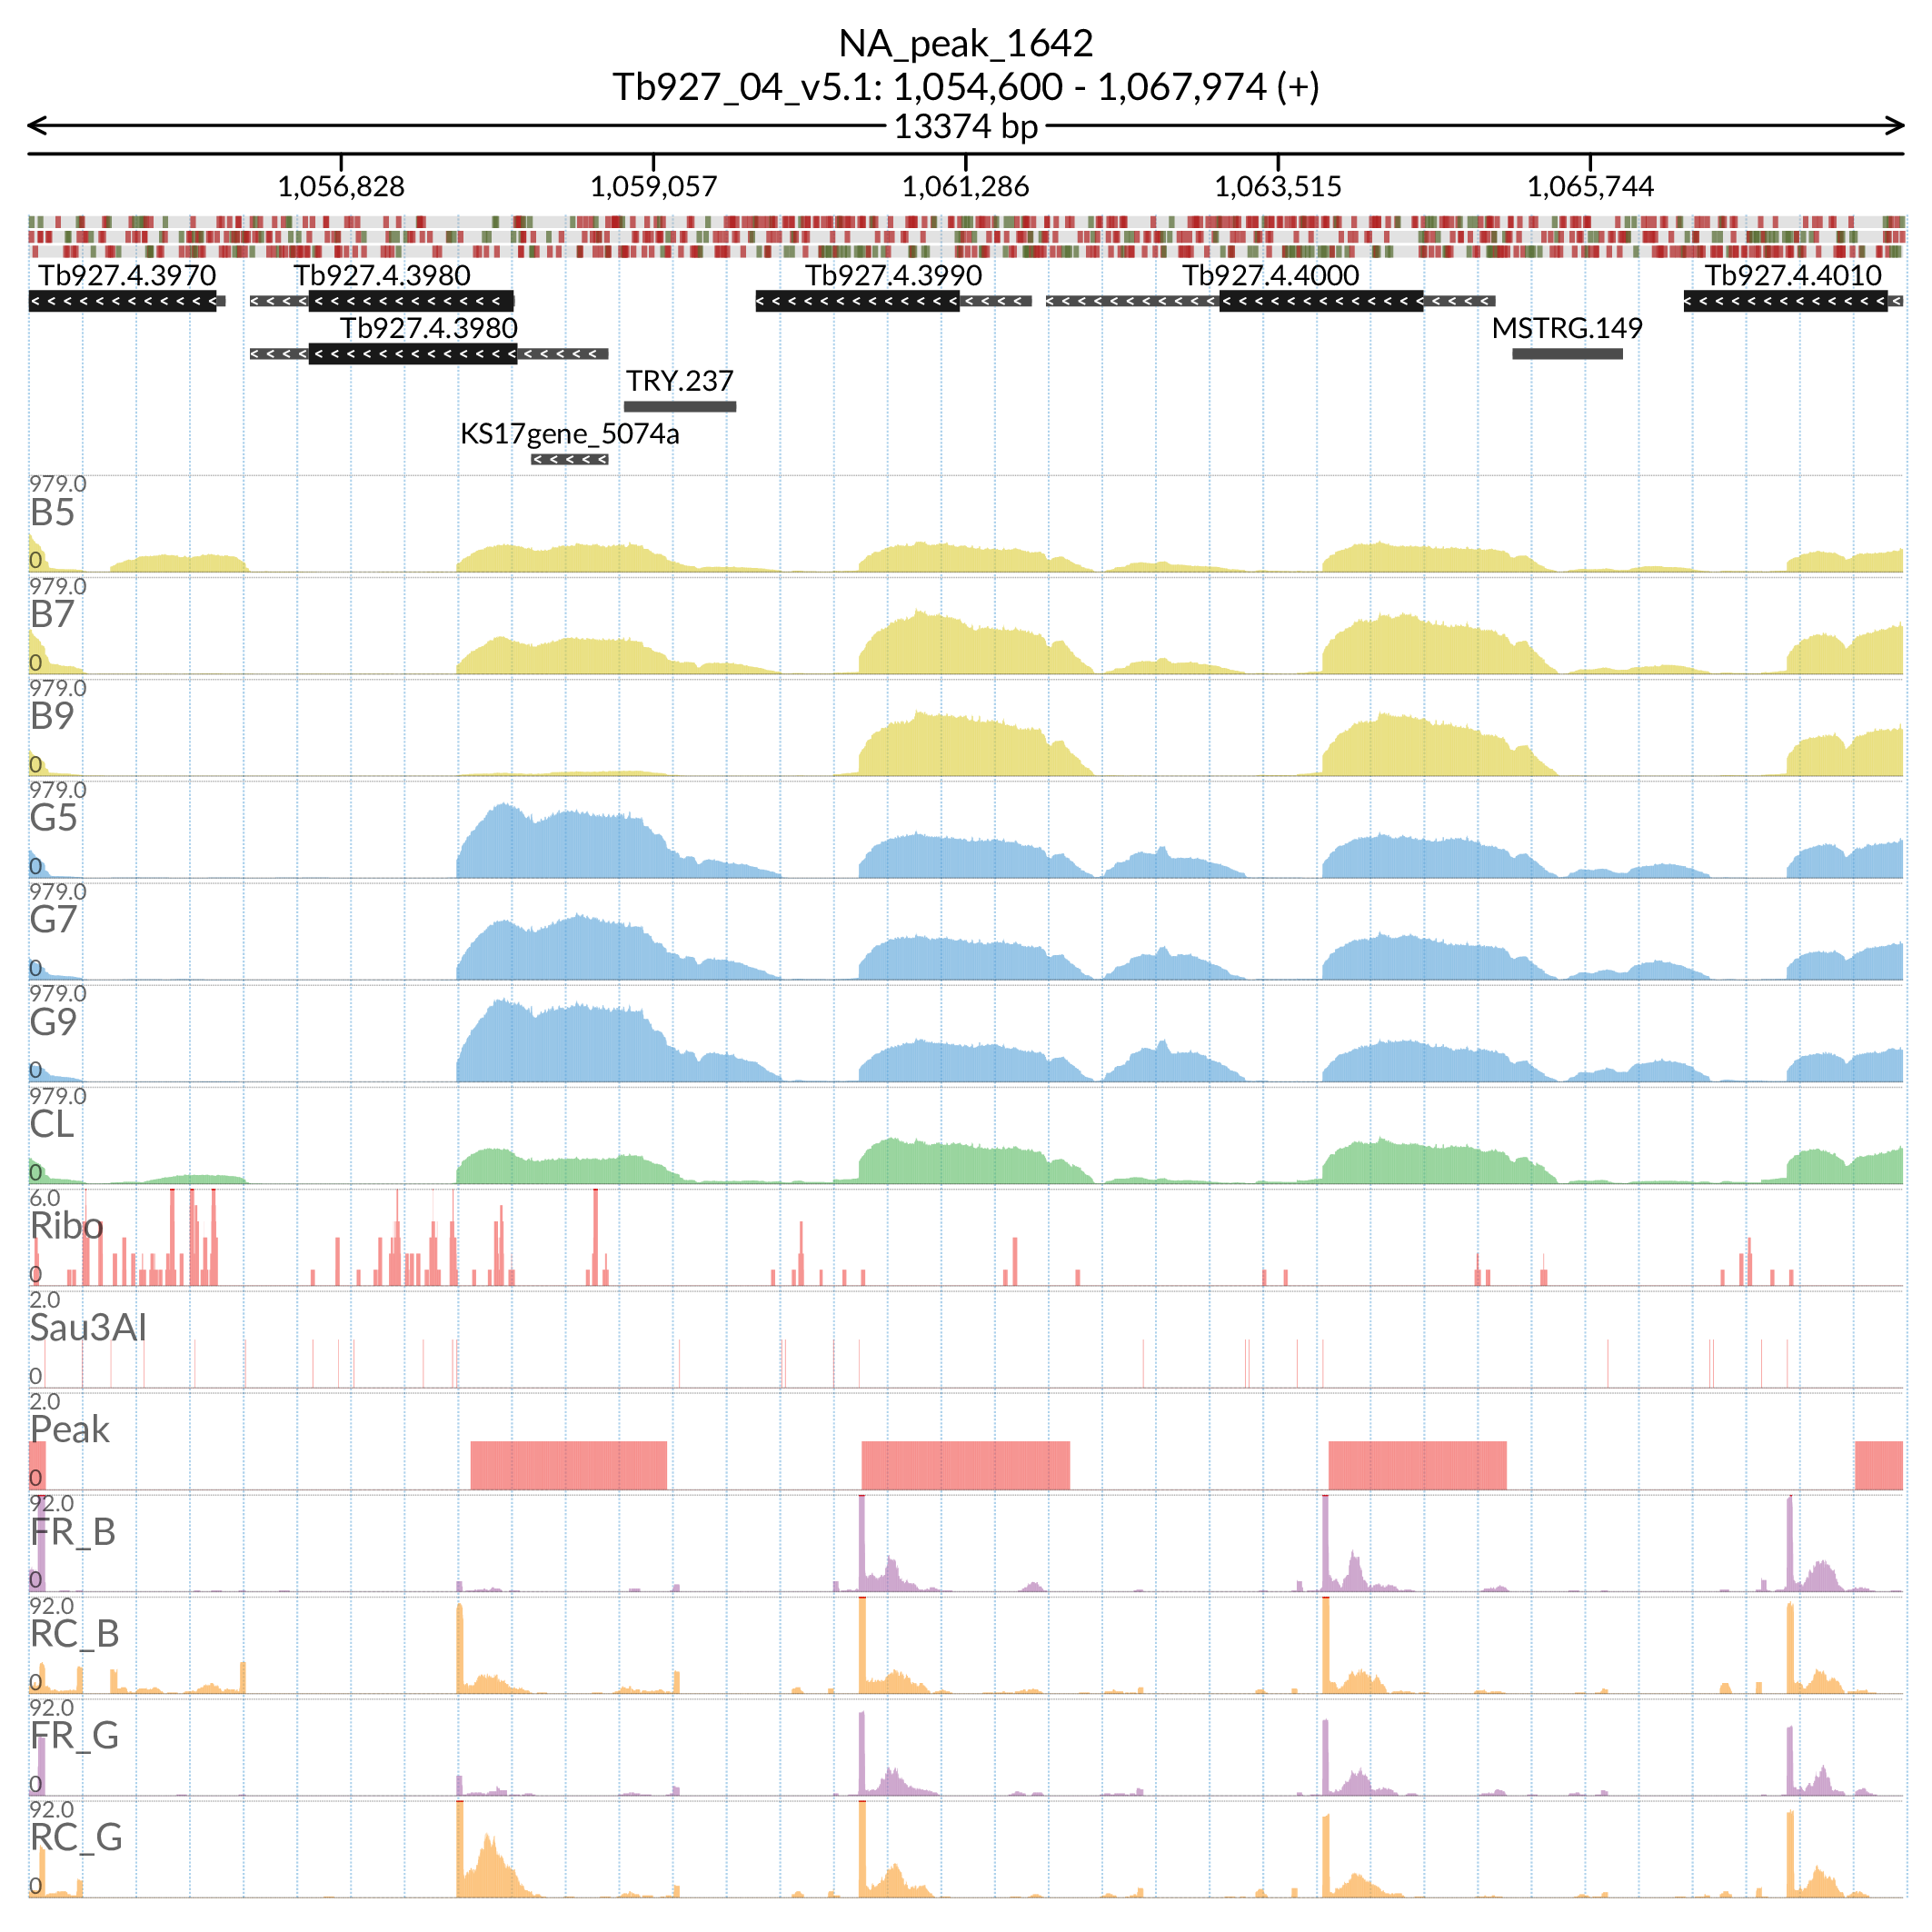 NA_peak_1642
Tb927_04_v5.1: 1,054,600 - 1,067,974 (+)
13374 bp
1,056,828 1,059,057 1,061,286 1,063,515 1,065,744
Tb927.4.3970 Tb927.4.3980 Tb927.4.3990 Tb927.4.4000 Tb927.4.4010
Tb927.4.3980 MSTRG.149
TRY.237
KS17gene_5074a
979.0
B5
0
979.0
B7
0
979.0
B9
0
979.0
G5
0
979.0
G7
0
979.0
G9
0
979.0
CL
0
6.0
Ribo
0
2.0
Sau3AI
0
2.0
Peak
0
92.0
FR_B
0
92.0
RC_B
0
92.0
FR_G
0
92.0
RC_G
0